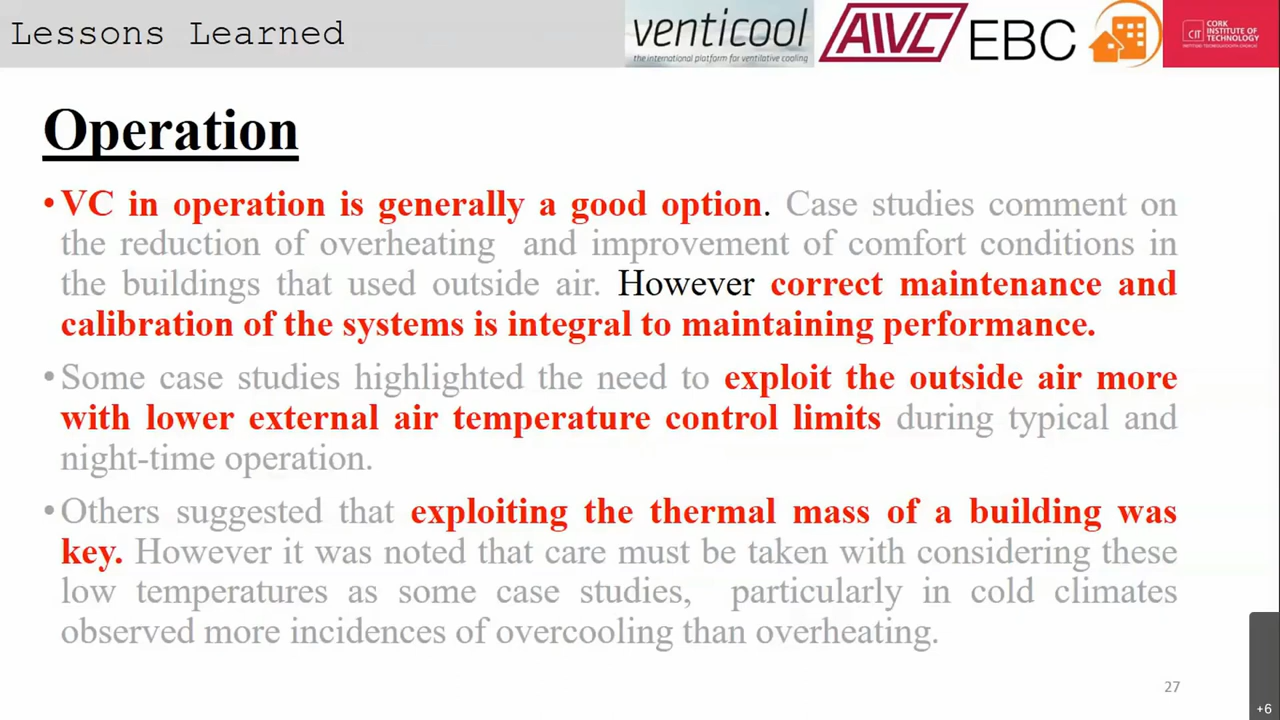 Lessons Learned
venticool
the international platform for ventilative cooling
AIVC
EBC
CIT
CORK
INSTITUTE OF
TECHNOLOGY
Operation
• VC in operation is generally a good option. Case studies comment on
the reduction of overheating and improvement of comfort conditions in
the buildings that used outside air. However correct maintenance and
calibration of the systems is integral to maintaining performance.
• Some case studies highlighted the need to exploit the outside air more
with lower external air temperature control limits during typical and
night-time operation.
• Others suggested that exploiting the thermal mass of a building was
key. However it was noted that care must be taken with considering these
low temperatures as some case studies, particularly in cold climates
observed more incidences of overcooling than overheating.
27
+6